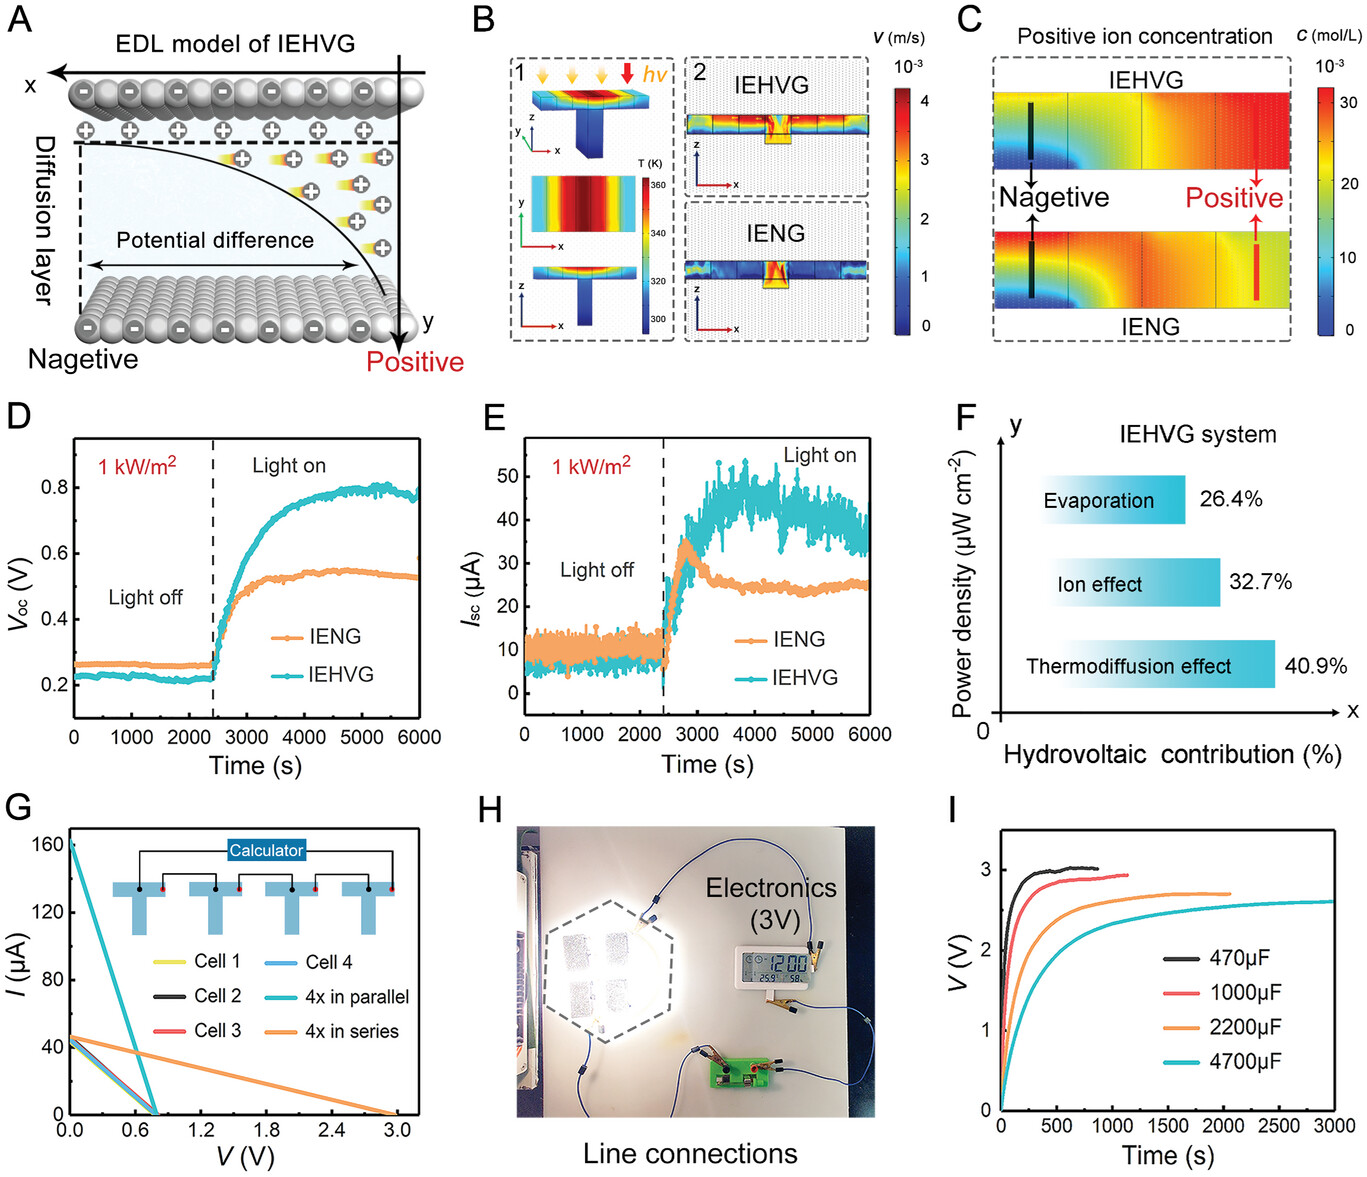 A
EDL model of IEHVG
x
Diffusion layer
Potential difference
y
Nagetive
Positive
B
1
hv
z
y
x
T (K)
360
340
320
300
y
x
z
x
2
IEHVG
z
x
IENG
z
x
V (m/s)
10-3
4
3
2
1
0
C
Positive ion concentration
IEHVG
Nagetive
Positive
IENG
C (mol/L)
10-3
30
20
10
0
D
1 kW/m2
Light on
Light off
IENG
IEHVG
Voc (V)
0.8
0.6
0.4
0.2
0 1000 2000 3000 4000 5000 6000
Time (s)
E
1 kW/m2
Light on
Light off
IENG
IEHVG
Isc (μA)
50
40
30
20
10
0
0 1000 2000 3000 4000 5000 6000
Time (s)
F
y
IEHVG system
Power density (μW cm-2)
Evaporation
26.4%
Ion effect
32.7%
Thermodiffusion effect
40.9%
0
x
Hydrovoltaic contribution (%)
G
I (μA)
160
120
80
40
0
Calculator
Cell 1
Cell 2
Cell 3
Cell 4
4x in parallel
4x in series
0.0 0.6 1.2 1.8 2.4 3.0
V (V)
H
Electronics
(3V)
1200
Line connections
I
V (V)
3
2
1
0
470μF
1000μF
2200μF
4700μF
0 500 1000 1500 2000 2500 3000
Time (s)